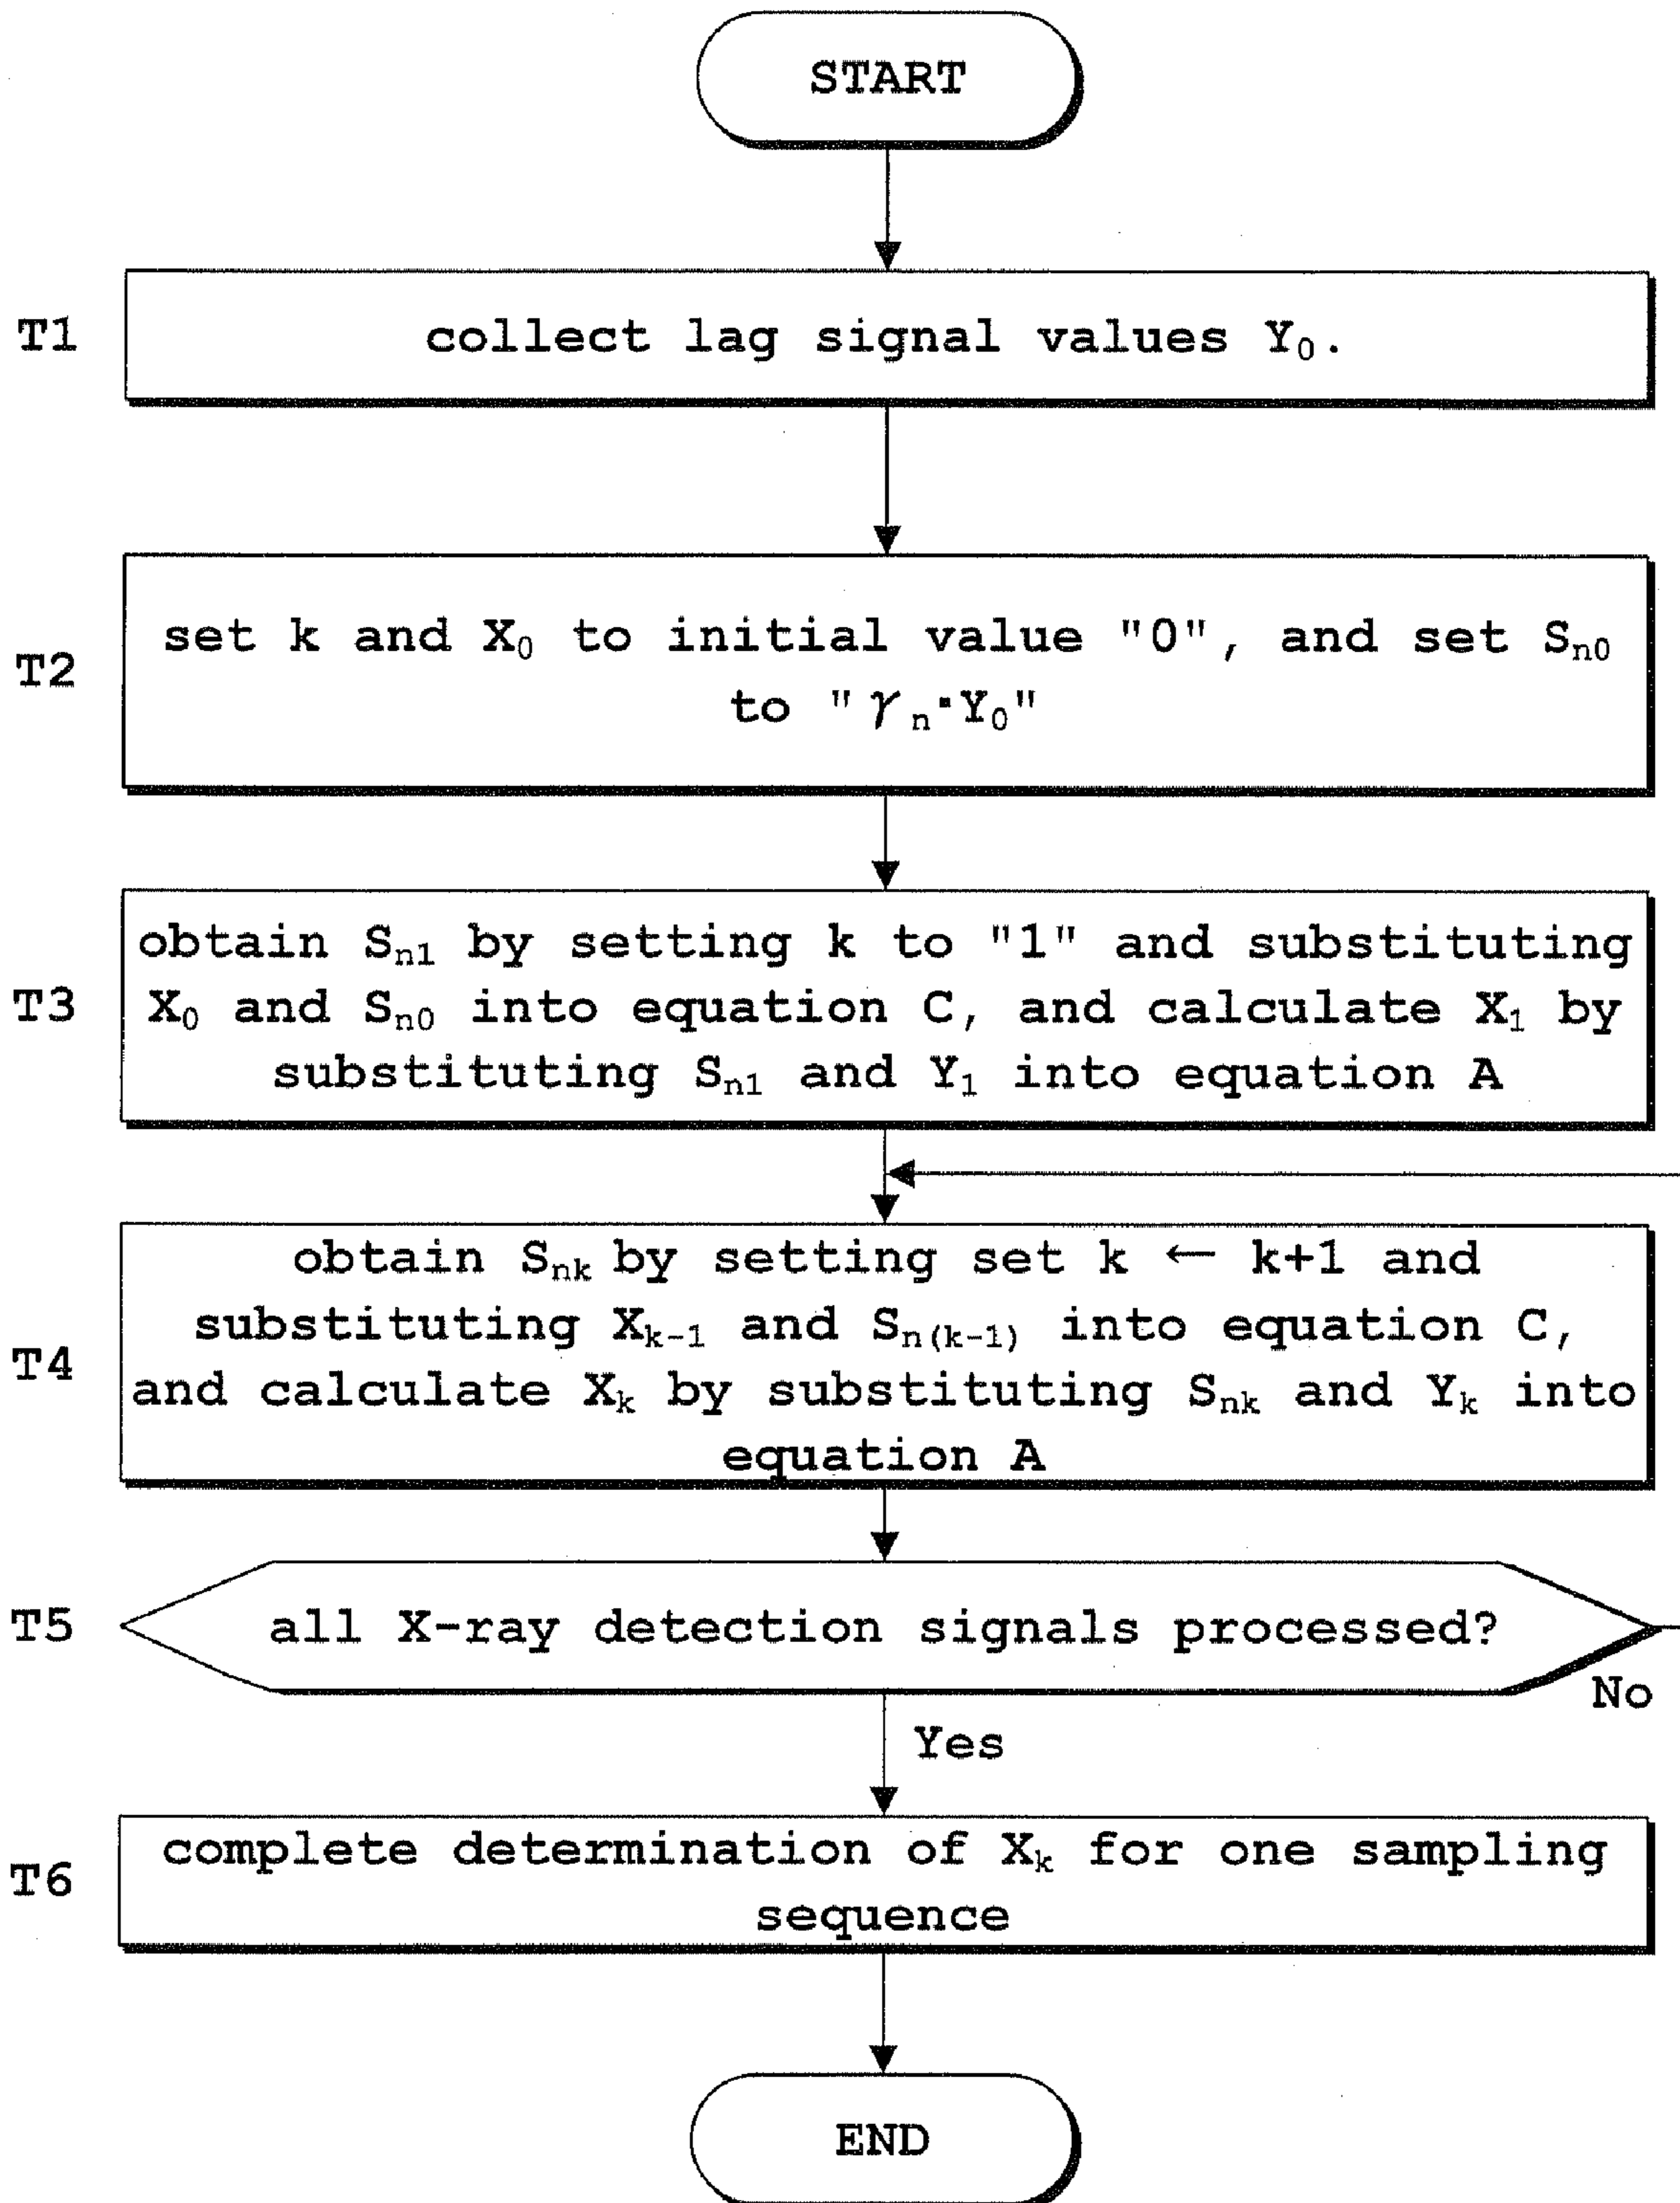 START
T1
collect lag signal values Y₀.
T2
set k and X₀ to initial value "0", and set Sₙ₀
to "γₙ·Y₀"
T3
obtain Sₙ₁ by setting k to "1" and substituting
X₀ and Sₙ₀ into equation C, and calculate X₁ by
substituting Sₙ₁ and Y₁ into equation A
T4
obtain Sₙₖ by setting set k ← k+1 and
substituting Xₖ₋₁ and Sₙ₍ₖ₋₁₎ into equation C,
and calculate Xₖ by substituting Sₙₖ and Yₖ into
equation A
T5
all X-ray detection signals processed?
No
Yes
T6
complete determination of Xₖ for one sampling
sequence
END